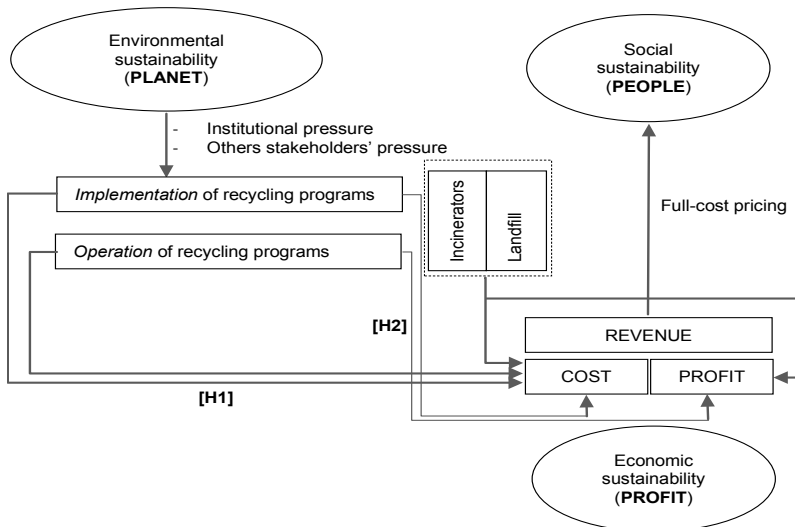 Environmental
sustainability
(PLANET)
Social
sustainability
(PEOPLE)
- Institutional pressure
- Others stakeholders' pressure
Implementation of recycling programs
Operation of recycling programs
Incinerators
Landfill
Full-cost pricing
[H2]
REVENUE
COST
PROFIT
[H1]
Economic
sustainability
(PROFIT)